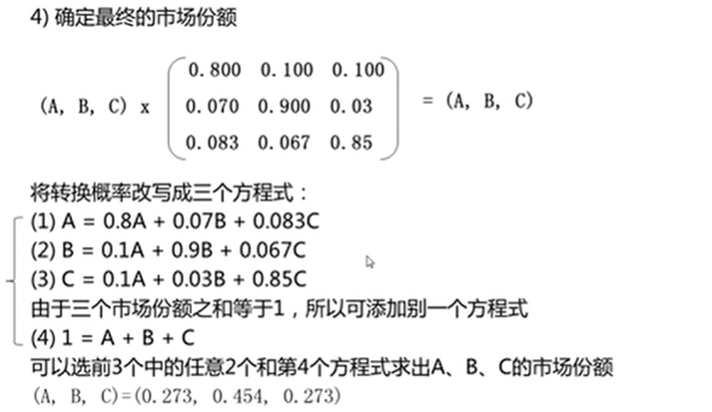 4) 确定最终的市场份额
0.800 0.100 0.100
(A, B, C) x 0.070 0.900 0.03 = (A, B, C)
0.083 0.067 0.85
将转换概率改写成三个方程式：
(1) A = 0.8A + 0.07B + 0.083C
(2) B = 0.1A + 0.9B + 0.067C
(3) C = 0.1A + 0.03B + 0.85C
由于三个市场份额之和等于1，所以可添加别一个方程式
(4) 1 = A + B + C
可以选前3个中的任意2个和第4个方程式求出A、B、C的市场份额
(A, B, C)=(0.273, 0.454, 0.273)